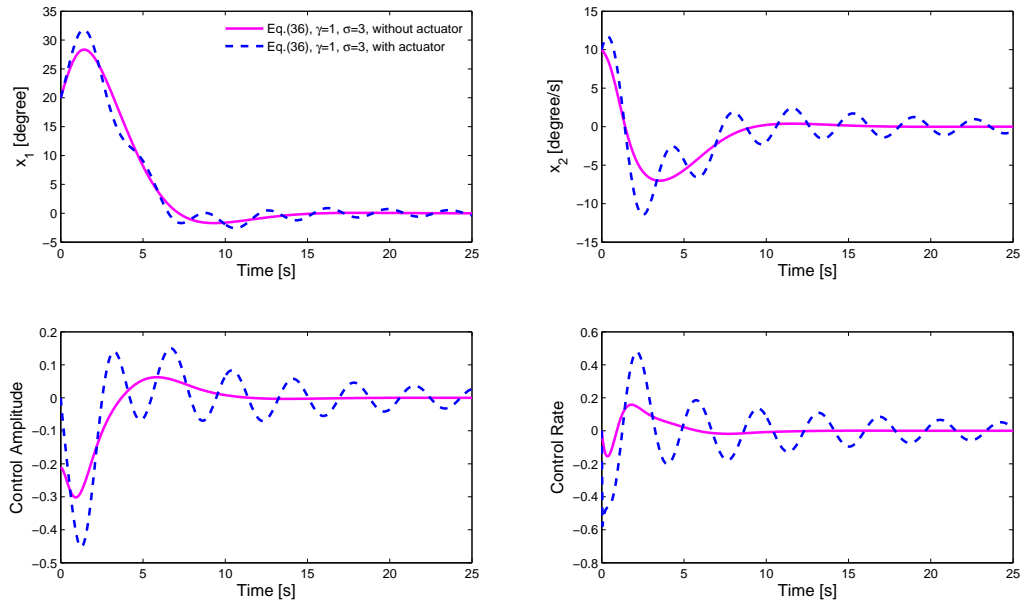 35
30
25
20
15
10
5
0
−5
0 5 10 15 20 25
x1 [degree]
Time [s]
Eq.(36), γ=1, σ=3, without actuator
Eq.(36), γ=1, σ=3, with actuator
15
10
5
0
−5
−10
−15
0 5 10 15 20 25
x2 [degree/s]
Time [s]
0.2
0.1
0
−0.1
−0.2
−0.3
−0.4
−0.5
0 5 10 15 20 25
Control Amplitude
Time [s]
0.6
0.4
0.2
0
−0.2
−0.4
−0.6
−0.8
0 5 10 15 20 25
Control Rate
Time [s]